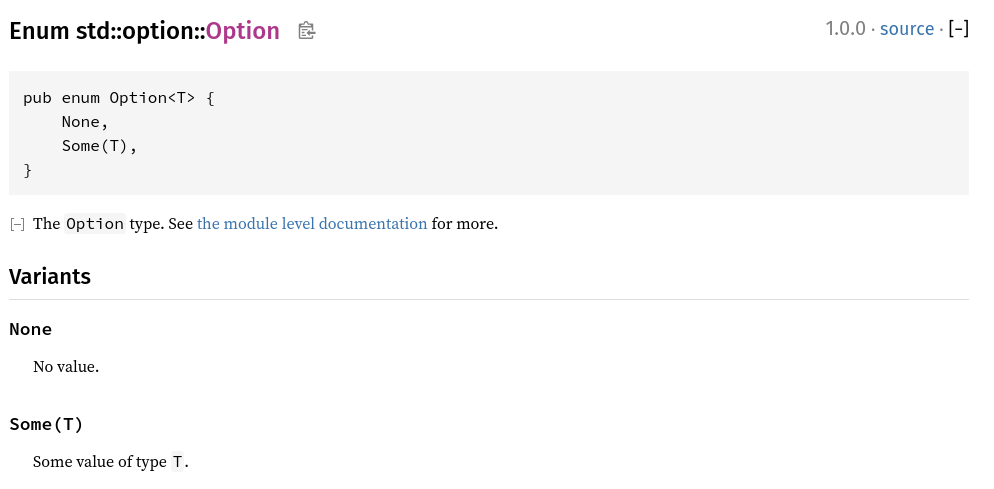 Enum std::option::Option
1.0.0 · source · [-]
pub enum Option<T> {
    None,
    Some(T),
}
[-] The Option type. See the module level documentation for more.
Variants
None
No value.
Some(T)
Some value of type T.